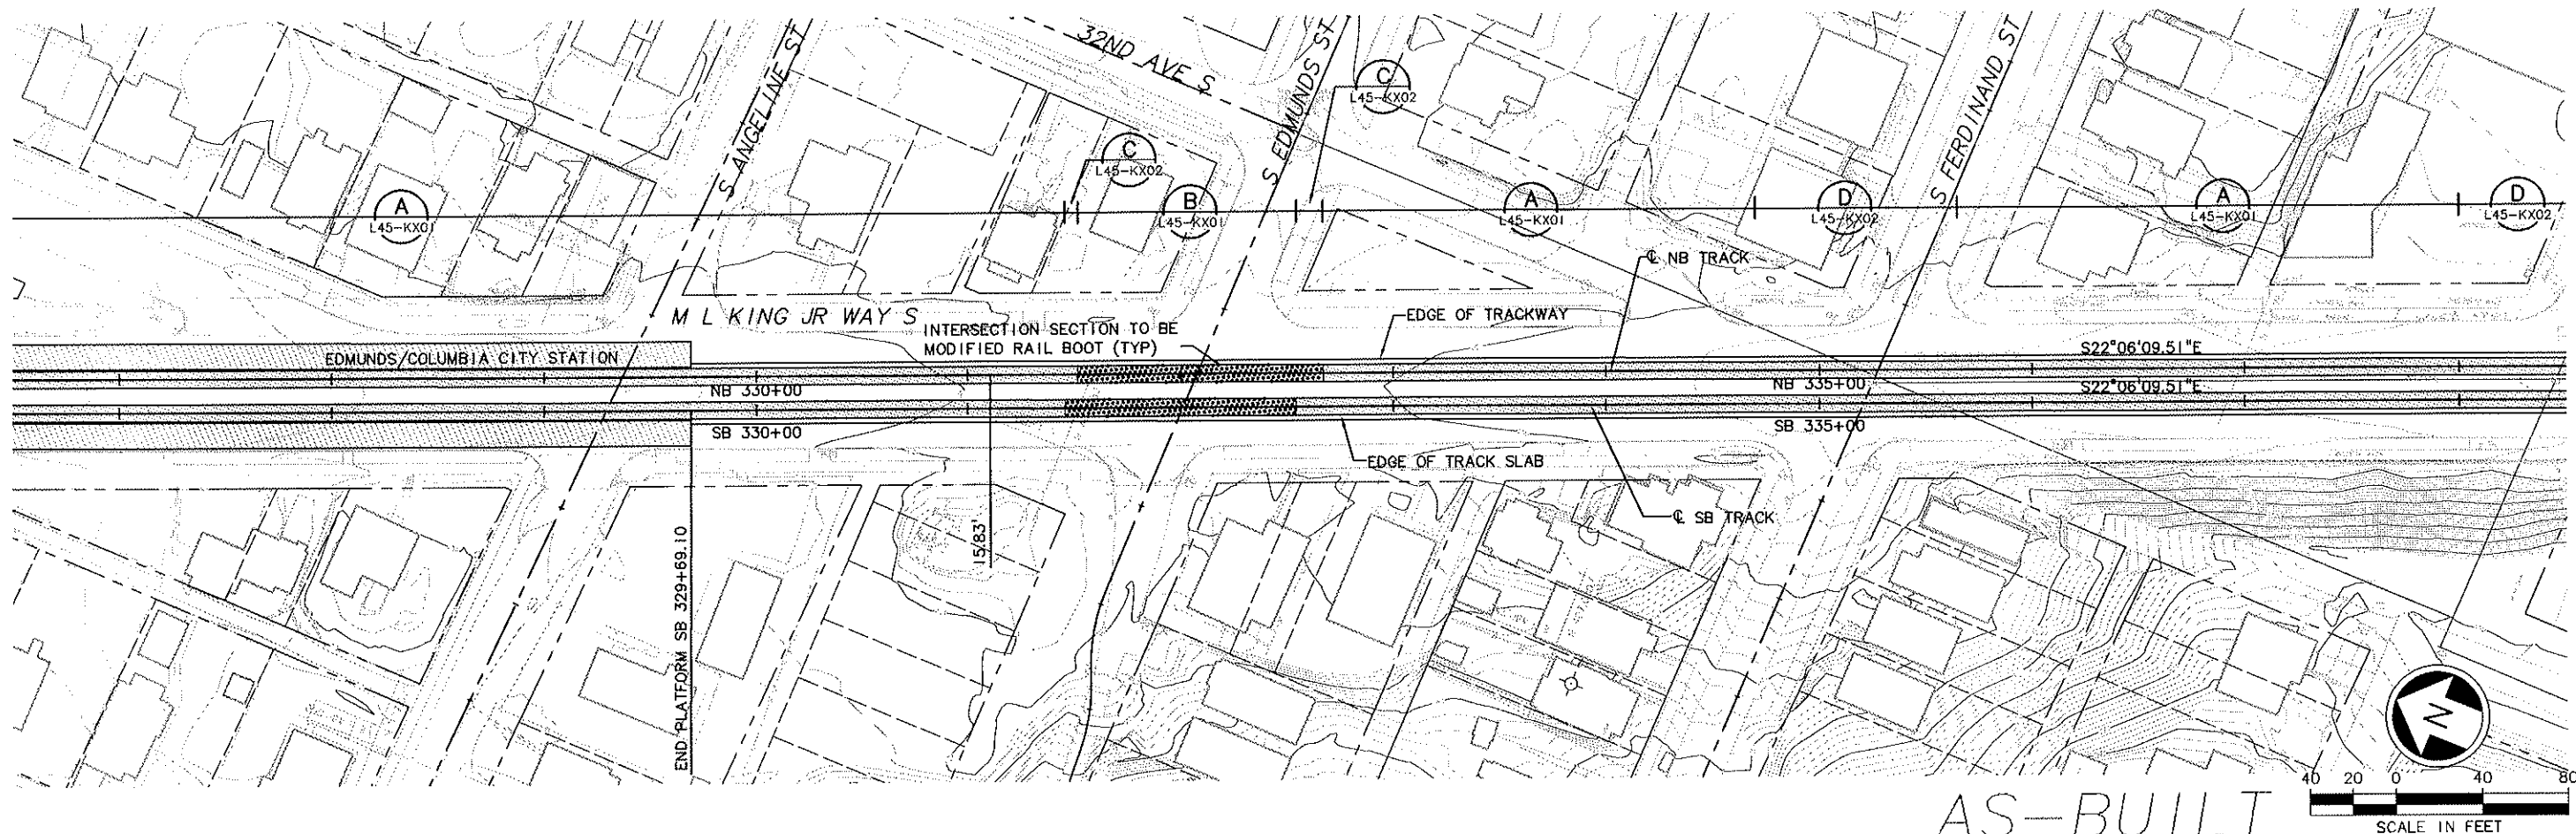 32ND AVE S
S ANGELINE ST
S EDMUNDS ST
S FERDINAND ST
C
L45-KX02
C
L45-KX02
A
L45-KX01
B
L45-KX01
A
L45-KX01
D
L45-KX02
A
L45-KX01
D
L45-KX02
℄ NB TRACK
M L KING JR WAY S
INTERSECTION SECTION TO BE
MODIFIED RAIL BOOT (TYP)
EDGE OF TRACKWAY
EDMUNDS/COLUMBIA CITY STATION
S22°06'09.51"E
NB 330+00
NB 335+00
S22°06'09.51"E
SB 330+00
SB 335+00
EDGE OF TRACK SLAB
℄ SB TRACK
15.83'
END PLATFORM SB 329+69.10
N
40 20 0 40 80
SCALE IN FEET
AS-BUILT